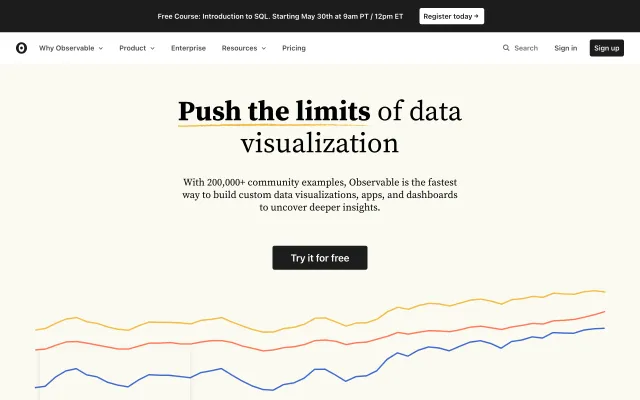 Free Course: Introduction to SQL. Starting May 30th at 9am PT / 12pm ET
Register today →
Why Observable
Product
Enterprise
Resources
Pricing
Search
Sign in
Sign up
Push the limits of data
visualization
With 200,000+ community examples, Observable is the fastest
way to build custom data visualizations, apps, and dashboards
to uncover deeper insights.
Try it for free